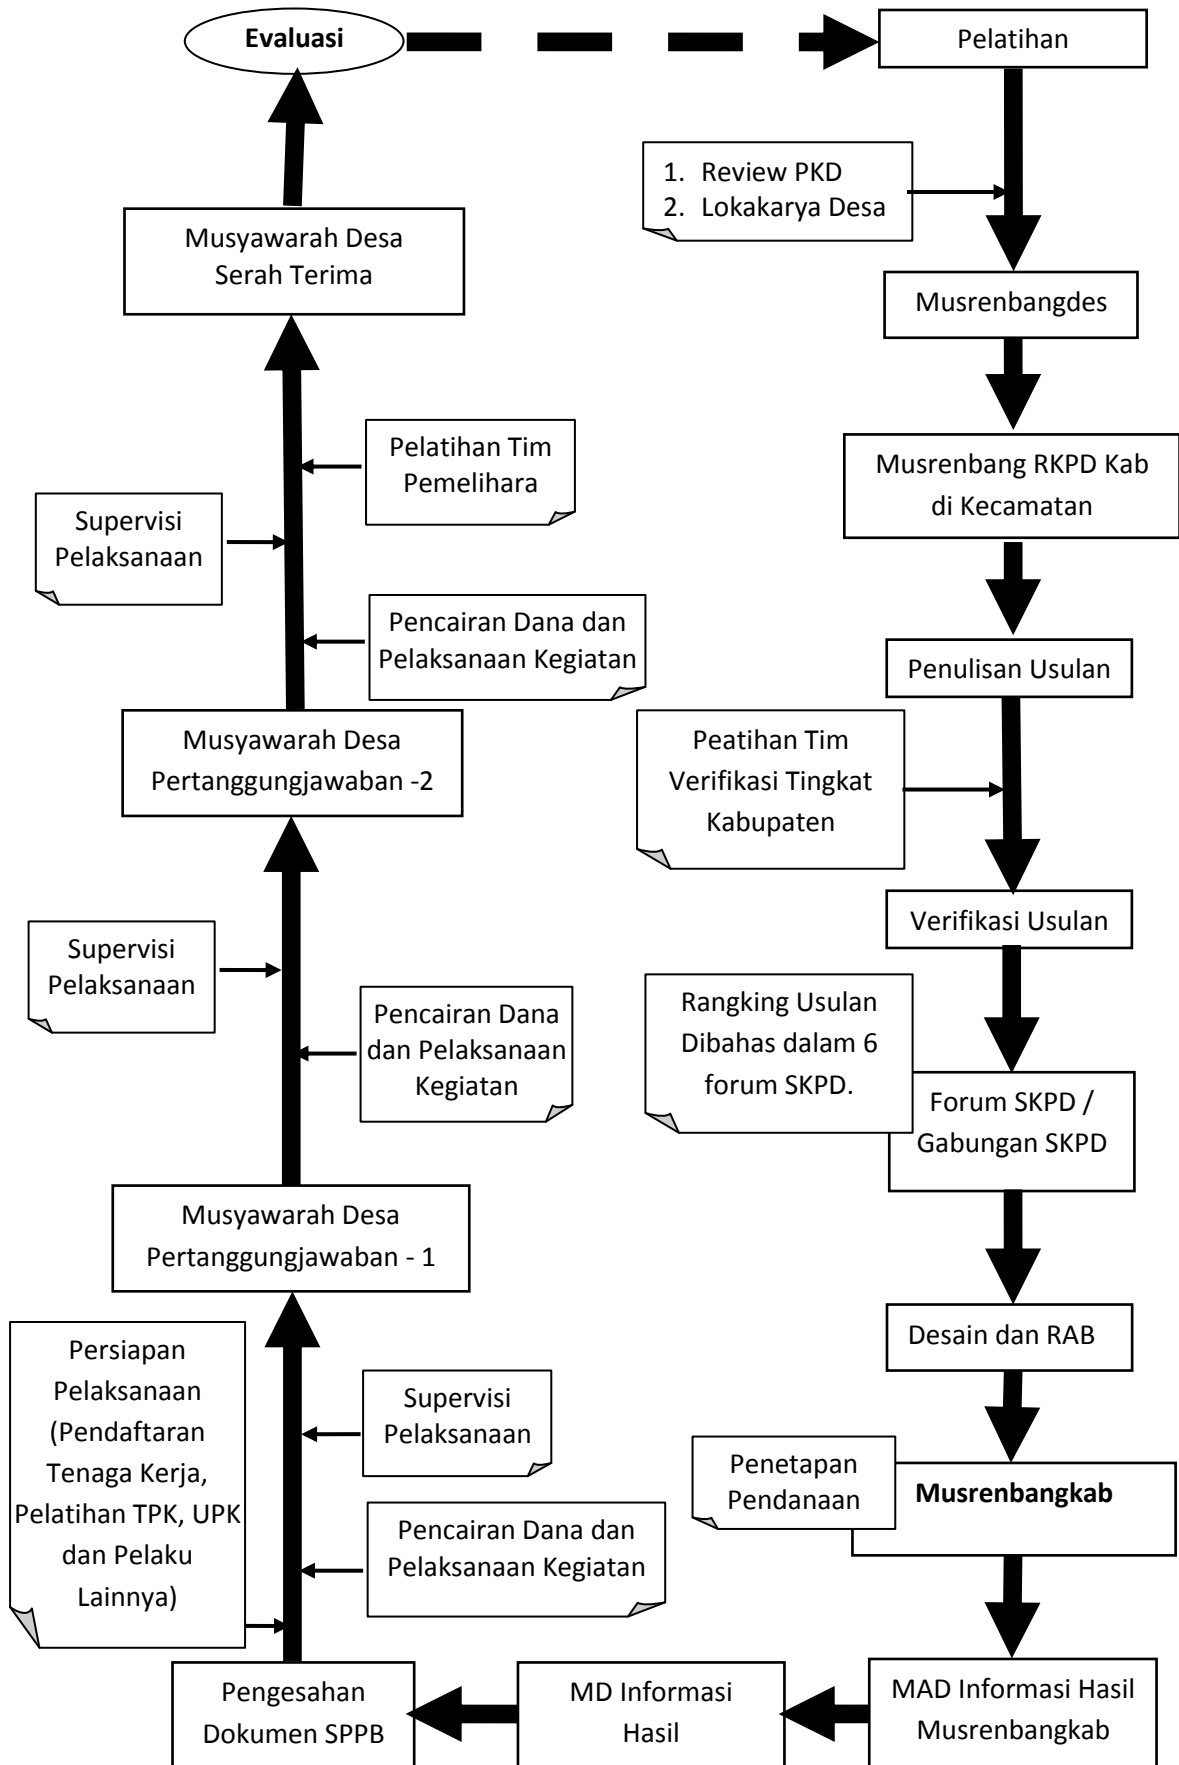 Evaluasi
Pelatihan
1. Review PKD
2. Lokakarya Desa
Musyawarah Desa
Serah Terima
Musrenbangdes
Pelatihan Tim
Pemelihara
Musrenbang RKPD Kab
di Kecamatan
Supervisi
Pelaksanaan
Pencairan Dana dan
Pelaksanaan Kegiatan
Penulisan Usulan
Musyawarah Desa
Pertanggungjawaban -2
Peatihan Tim
Verifikasi Tingkat
Kabupaten
Verifikasi Usulan
Supervisi
Pelaksanaan
Pencairan Dana
dan Pelaksanaan
Kegiatan
Rangking Usulan
Dibahas dalam 6
forum SKPD.
Forum SKPD /
Gabungan SKPD
Musyawarah Desa
Pertanggungjawaban - 1
Desain dan RAB
Persiapan
Pelaksanaan
(Pendaftaran
Tenaga Kerja,
Pelatihan TPK, UPK
dan Pelaku
Lainnya)
Supervisi
Pelaksanaan
Penetapan
Pendanaan
Musrenbangkab
Pencairan Dana dan
Pelaksanaan Kegiatan
Pengesahan
Dokumen SPPB
MD Informasi
Hasil
MAD Informasi Hasil
Musrenbangkab